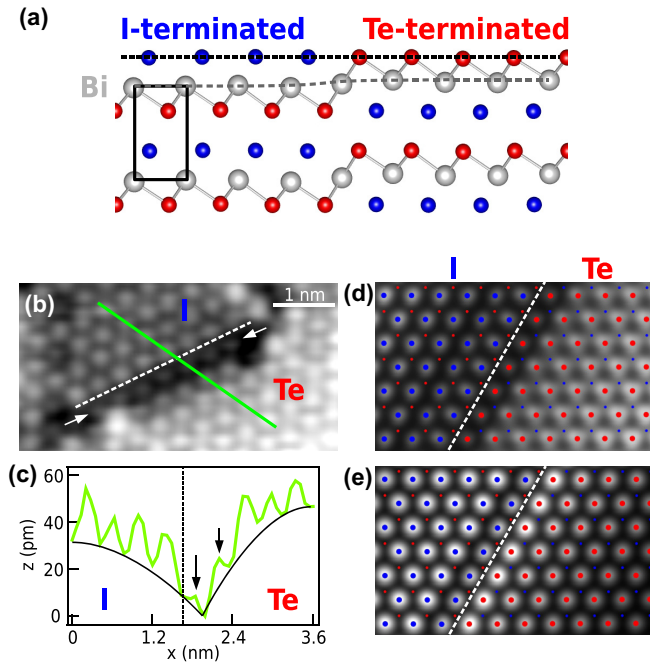 (a)
I-terminated Te-terminated
Bi
(b)
I
1 nm
Te
(c)
60
40
20
0
z (pm)
I
Te
0 1.2 2.4 3.6
x (nm)
I Te
(d)
(e)